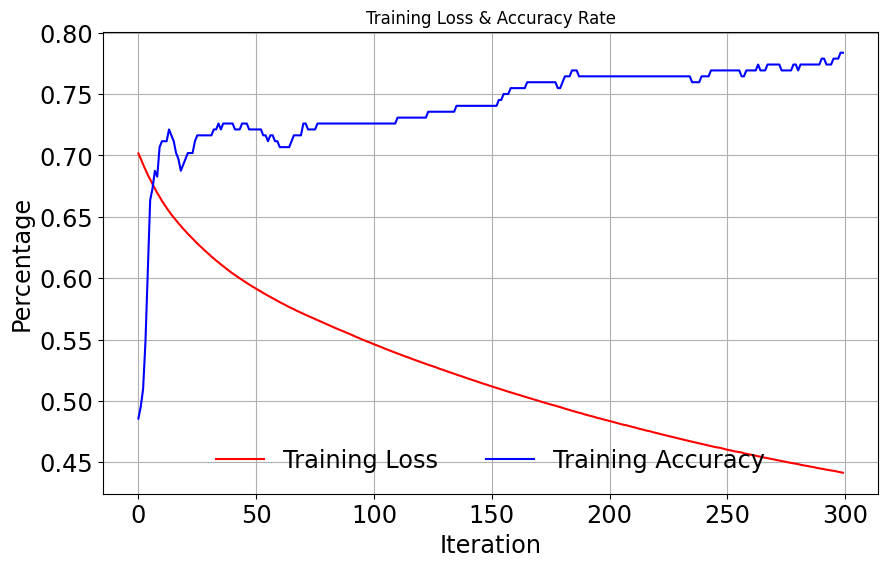 Training Loss & Accuracy Rate
0.80
0.75
0.70
0.65
0.60
0.55
0.50
0.45
Percentage
Training Loss Training Accuracy
0 50 100 150 200 250 300
Iteration